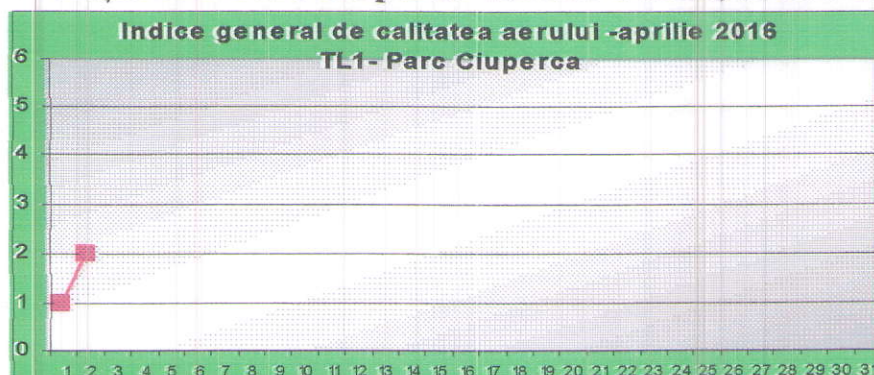 Indice general de calitatea aerului -aprilie 2016
TL1- Parc Ciuperca
6
5
4
3
2
1
0
1 2 3 4 5 6 7 8 9 10 11 12 13 14 15 16 17 18 19 20 21 22 23 24 25 26 27 28 29 30 31